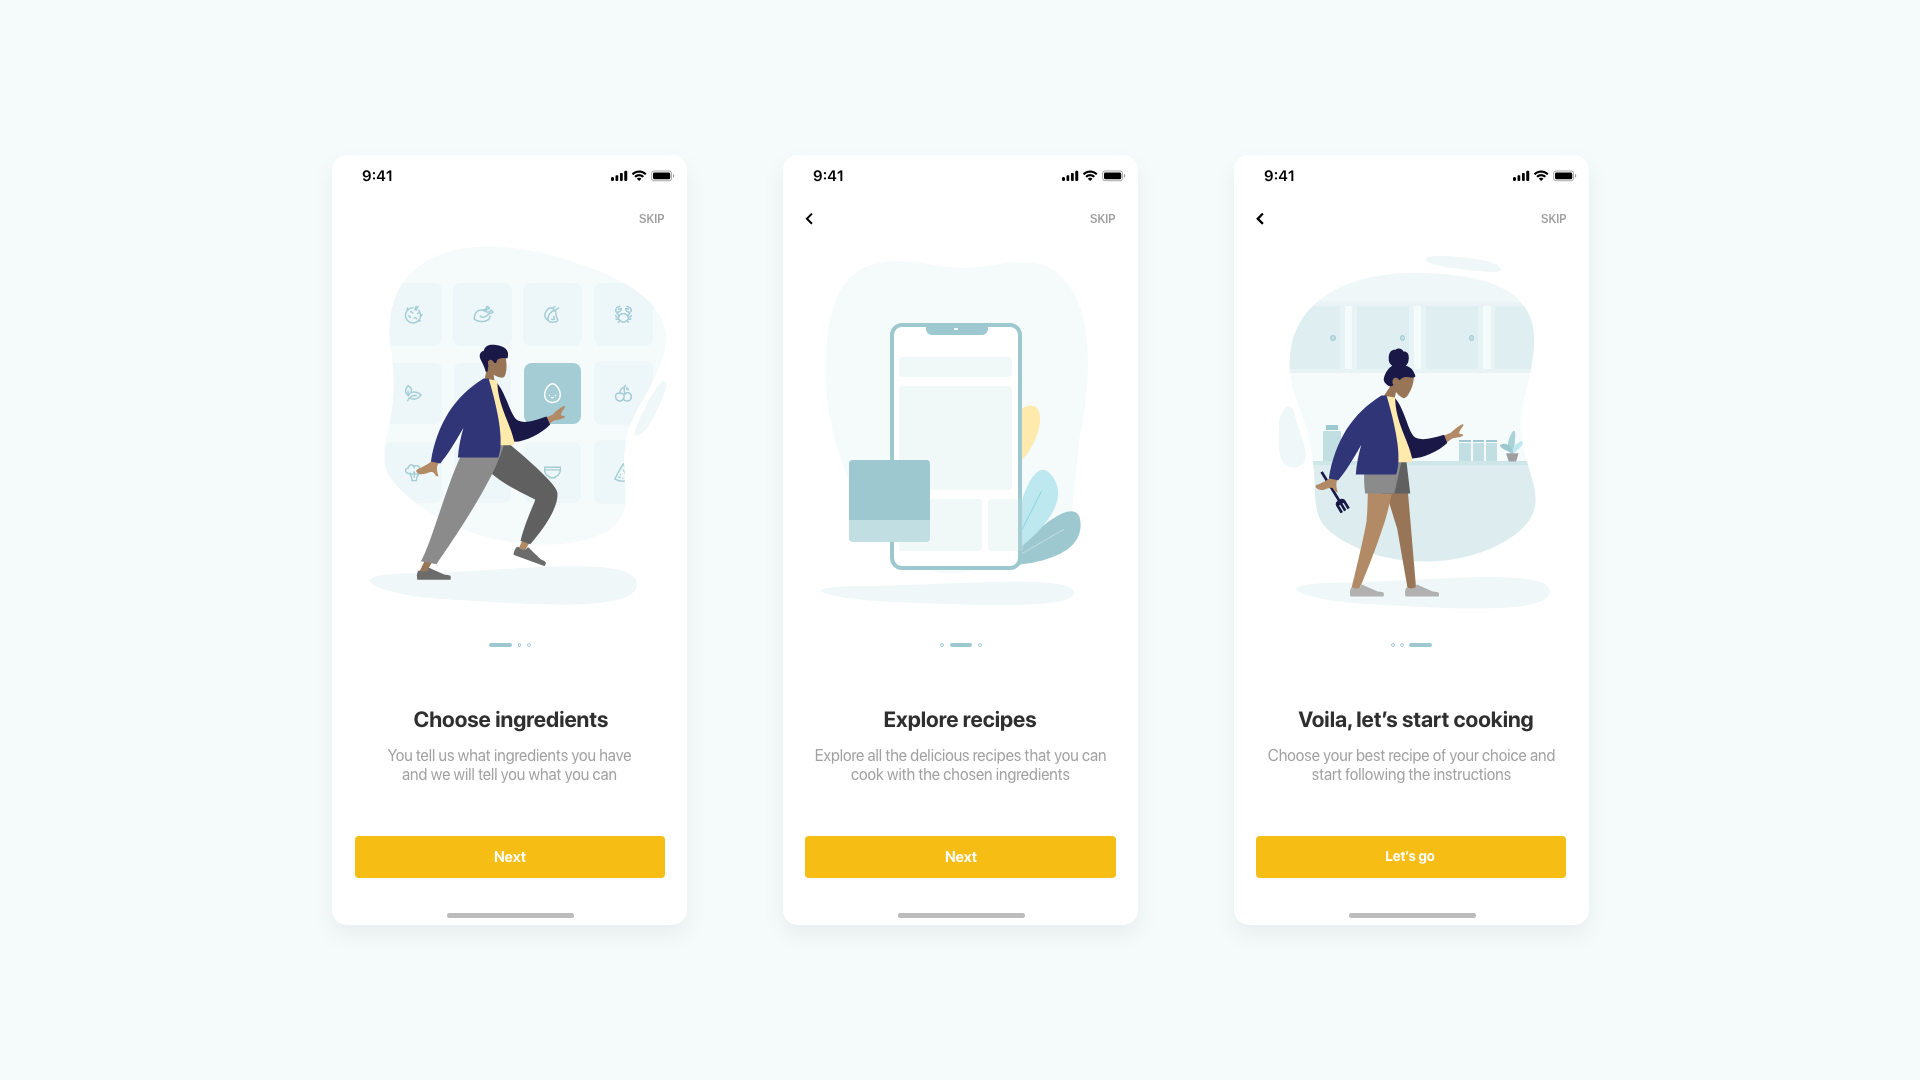 9:41
SKIP
Choose ingredients
You tell us what ingredients you have
and we will tell you what you can
Next
9:41
SKIP
Explore recipes
Explore all the delicious recipes that you can
cook with the chosen ingredients
Next
9:41
SKIP
Voila, let’s start cooking
Choose your best recipe of your choice and
start following the instructions
Let’s go